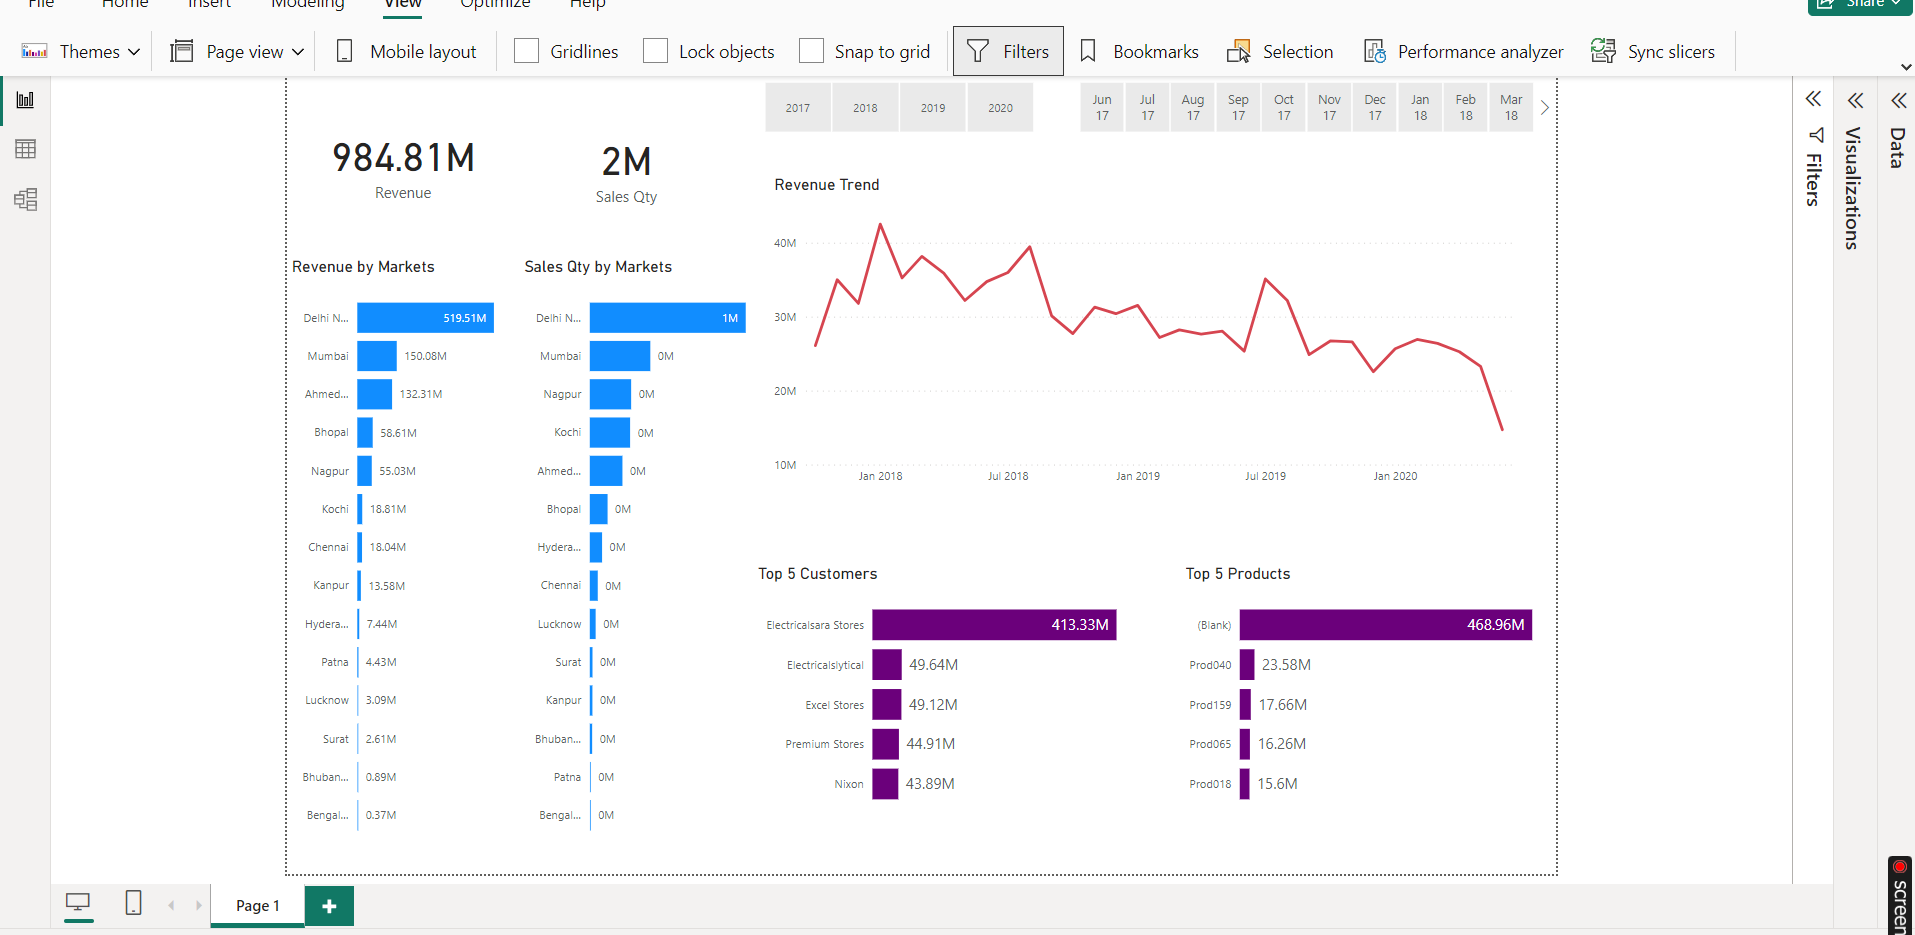 File Home Insert Modeling View Optimize Help Share
Themes Page view Mobile layout Gridlines Lock objects Snap to grid Filters Bookmarks Selection Performance analyzer Sync slicers
2017 2018 2019 2020
Jun 17 Jul 17 Aug 17 Sep 17 Oct 17 Nov 17 Dec 17 Jan 18 Feb 18 Mar 18
984.81M
Revenue
2M
Sales Qty
Revenue by Markets
Delhi N... 519.51M
Mumbai 150.08M
Ahmed... 132.31M
Bhopal 58.61M
Nagpur 55.03M
Kochi 18.81M
Chennai 18.04M
Kanpur 13.58M
Hydera... 7.44M
Patna 4.43M
Lucknow 3.09M
Surat 2.61M
Bhuban... 0.89M
Bengal... 0.37M
Sales Qty by Markets
Delhi N... 1M
Mumbai 0M
Nagpur 0M
Kochi 0M
Ahmed... 0M
Bhopal 0M
Hydera... 0M
Chennai 0M
Lucknow 0M
Surat 0M
Kanpur 0M
Bhuban... 0M
Patna 0M
Bengal... 0M
Revenue Trend
40M
30M
20M
10M
Jan 2018 Jul 2018 Jan 2019 Jul 2019 Jan 2020
Top 5 Customers
Electricalsara Stores 413.33M
Electricalslytical 49.64M
Excel Stores 49.12M
Premium Stores 44.91M
Nixon 43.89M
Top 5 Products
(Blank) 468.96M
Prod040 23.58M
Prod159 17.66M
Prod065 16.26M
Prod018 15.6M
Filters
Visualizations
Data
Page 1
screen